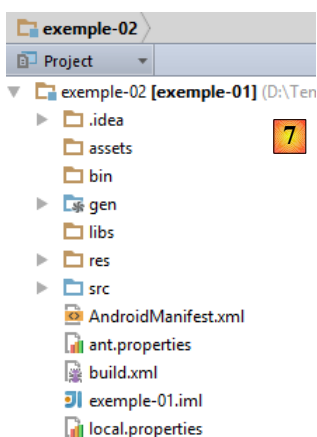 exemple-02
Project
exemple-02 [exemple-01] (D:\Ten
.idea
7
assets
bin
gen
libs
res
src
AndroidManifest.xml
ant.properties
build.xml
exemple-01.iml
local.properties